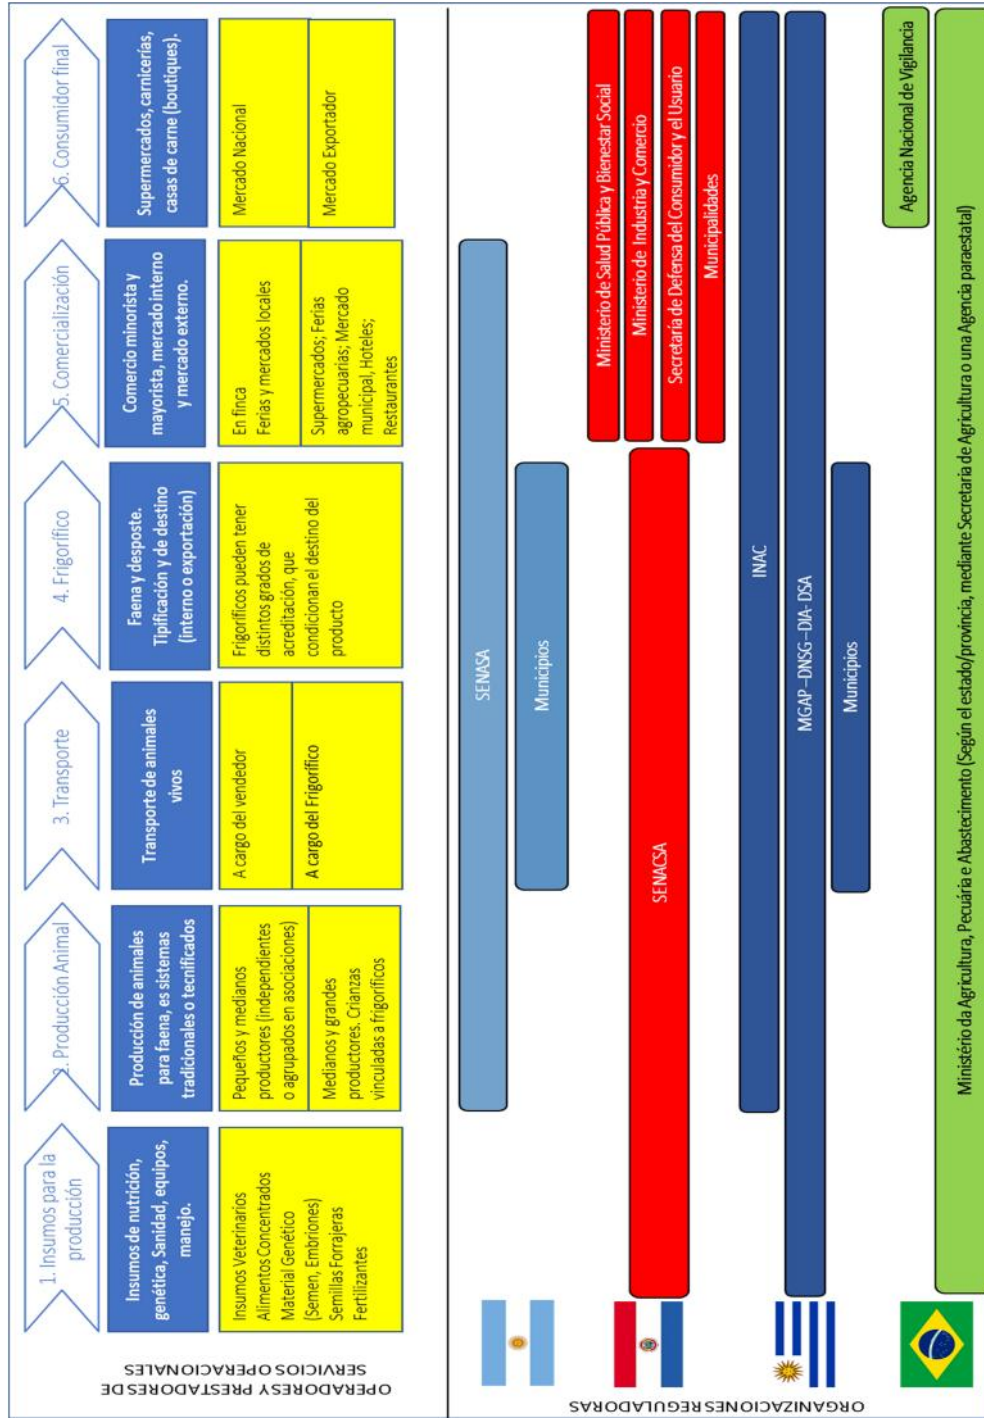 1. Insumos para la
producción
2. Producción Animal
3. Transporte
4. Frigorífico
5. Comercialización
6. Consumidor final
OPERADORES Y PRESTADORES DE
SERVICIOS OPERACIONALES
Insumos de nutrición,
genética, Sanidad, equipos,
manejo.
Producción de animales
para faena, es sistemas
tradicionales o tecnificados
Transporte de animales
vivos
Faena y desposte.
Tipificación y de destino
(interno o exportación)
Comercio minorista y
mayorista, mercado interno
y mercado externo.
Supermercados, carnicerías,
casas de carne (boutiques).
Insumos Veterinarios
Alimentos Concentrados
Material Genético
(Semen, Embriones)
Semillas Forrajeras
Fertilizantes
Pequeños y medianos
productores (independientes
o agrupados en asociaciones)
Medianos y grandes
productores. Crianzas
vinculadas a frigoríficos
A cargo del vendedor
A cargo del Frigorífico
Frigoríficos pueden tener
distintos grados de
acreditación, que
condicionan el destino del
producto
En finca
Ferias y mercados locales
Supermercados; Ferias
agropecuarias; Mercado
municipal, Hoteles;
Restaurantes
Mercado Nacional
Mercado Exportador
ORGANIZACIONES REGULADORAS
SENASA
Municipios
SENACSA
Ministerio de Salud Pública y Bienestar Social
Ministerio de Industria y Comercio
Secretaría de Defensa del Consumidor y el Usuario
Municipalidades
INAC
MGAP –DNSG –DIA- DSA
Municipios
Agencia Nacional de Vigilancia
Ministério da Agricultura, Pecuária e Abastecimento (Según el estado/provincia, mediante Secretaria de Agricultura o una Agencia paraestatal)